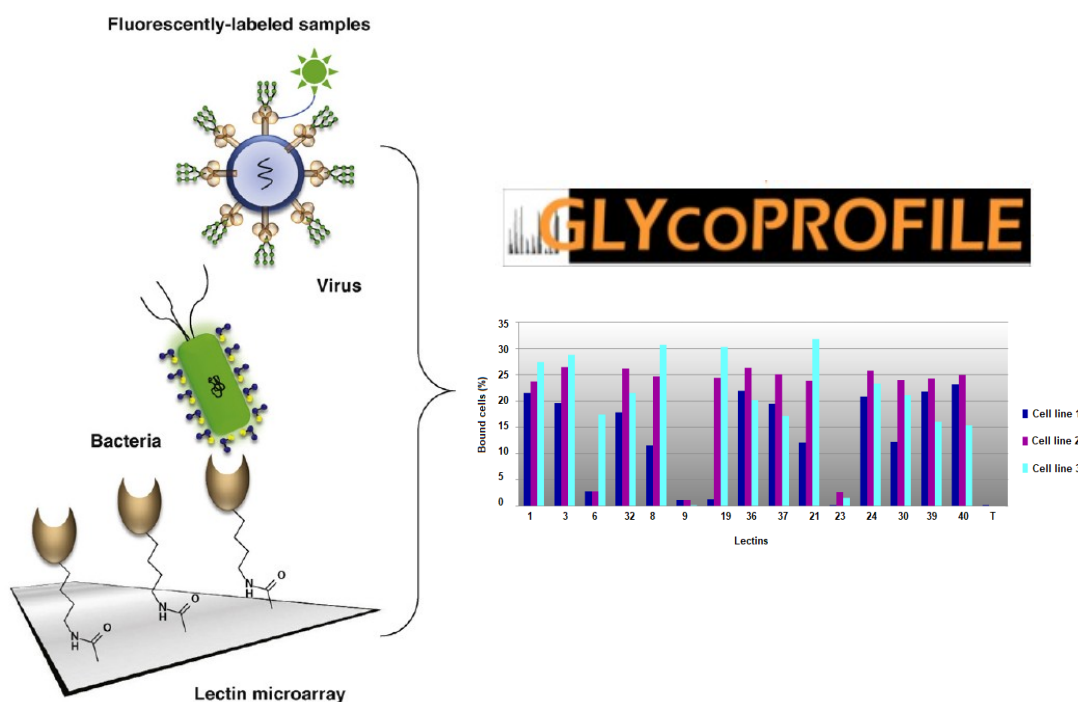 Fluorescently-labeled samples
Virus
Bacteria
N
H
O
N
H
O
N
H
O
Lectin microarray
GLYCOPROFILE
Bound cells (%)
35
30
25
20
15
10
5
0
1 3 6 32 8 9 19 36 37 21 23 24 30 39 40 T
Lectins
Cell line 1
Cell line 2
Cell line 3